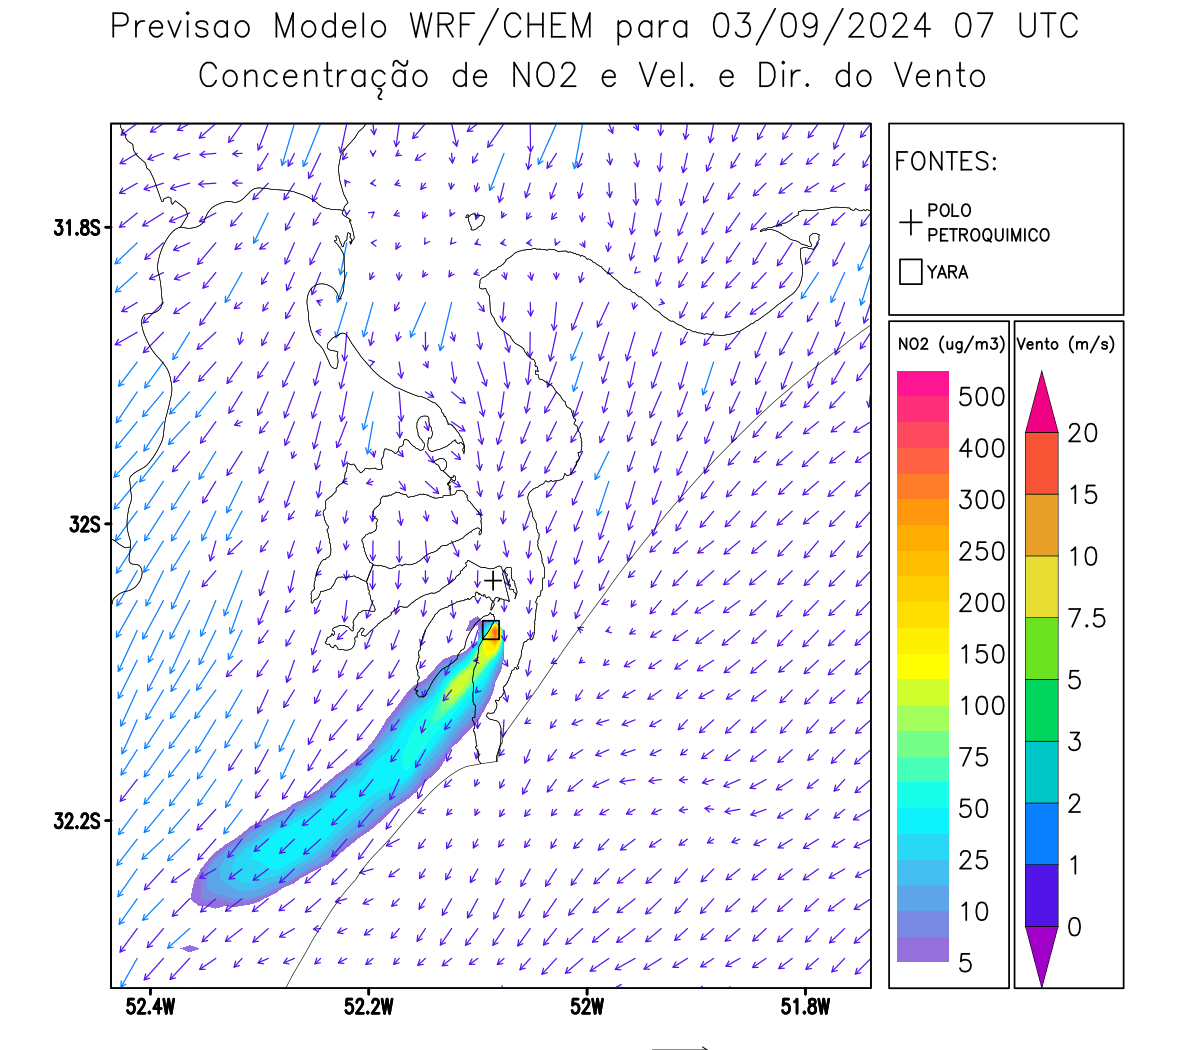 Previsao Modelo WRF/CHEM para 03/09/2024 07 UTC
Concentração de NO2 e Vel. e Dir. do Vento
FONTES:
POLO
PETROQUIMICO
YARA
NO2 (ug/m3)
500
400
300
250
200
150
100
75
50
25
10
5
Vento (m/s)
20
15
10
7.5
5
3
2
1
0
31.8S
32S
32.2S
52.4W
52.2W
52W
51.8W